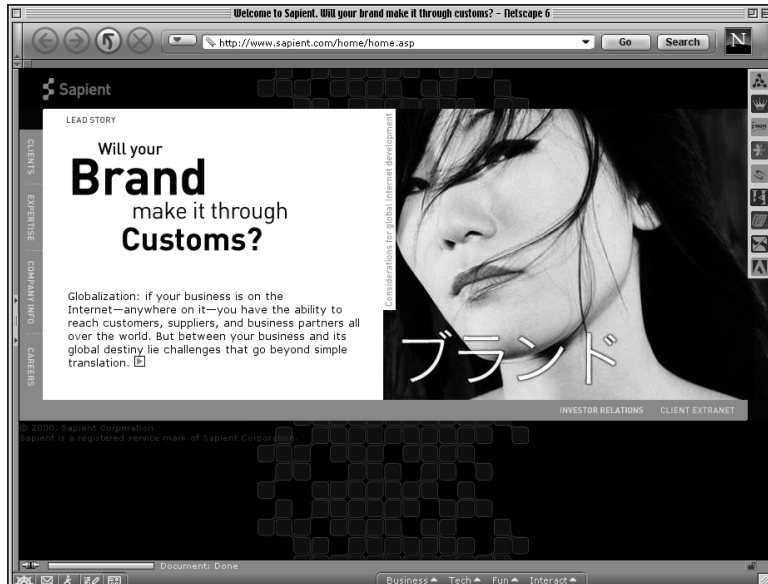 Welcome to Sapient. Will your brand make it through customs? – Netscape 6
http://www.sapient.com/home/home.asp
Go
Search
N
Sapient
CLIENTS
EXPERTISE
COMPANY INFO
CAREERS
LEAD STORY
Will your
Brand
make it through
Customs?
Globalization: if your business is on the
Internet—anywhere on it—you have the ability to
reach customers, suppliers, and business partners all
over the world. But between your business and its
global destiny lie challenges that go beyond simple
translation.
Considerations for global Internet development
ブランド
INVESTOR RELATIONS CLIENT EXTRANET
© 2000, Sapient Corporation
Sapient is a registered service mark of Sapient Corporation.
Document: Done
Business Tech Fun Interact